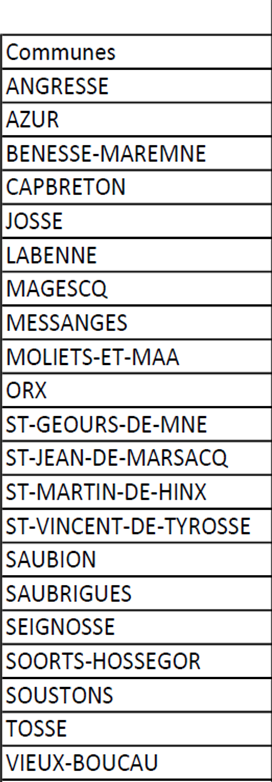 Communes
ANGRESSE
AZUR
BENESSE-MAREMNE
CAPBRETON
JOSSE
LABENNE
MAGESCQ
MESSANGES
MOLIETS-ET-MAA
ORX
ST-GEOURS-DE-MNE
ST-JEAN-DE-MARSACQ
ST-MARTIN-DE-HINX
ST-VINCENT-DE-TYROSSE
SAUBION
SAUBRIGUES
SEIGNOSSE
SOORTS-HOSSEGOR
SOUSTONS
TOSSE
VIEUX-BOUCAU